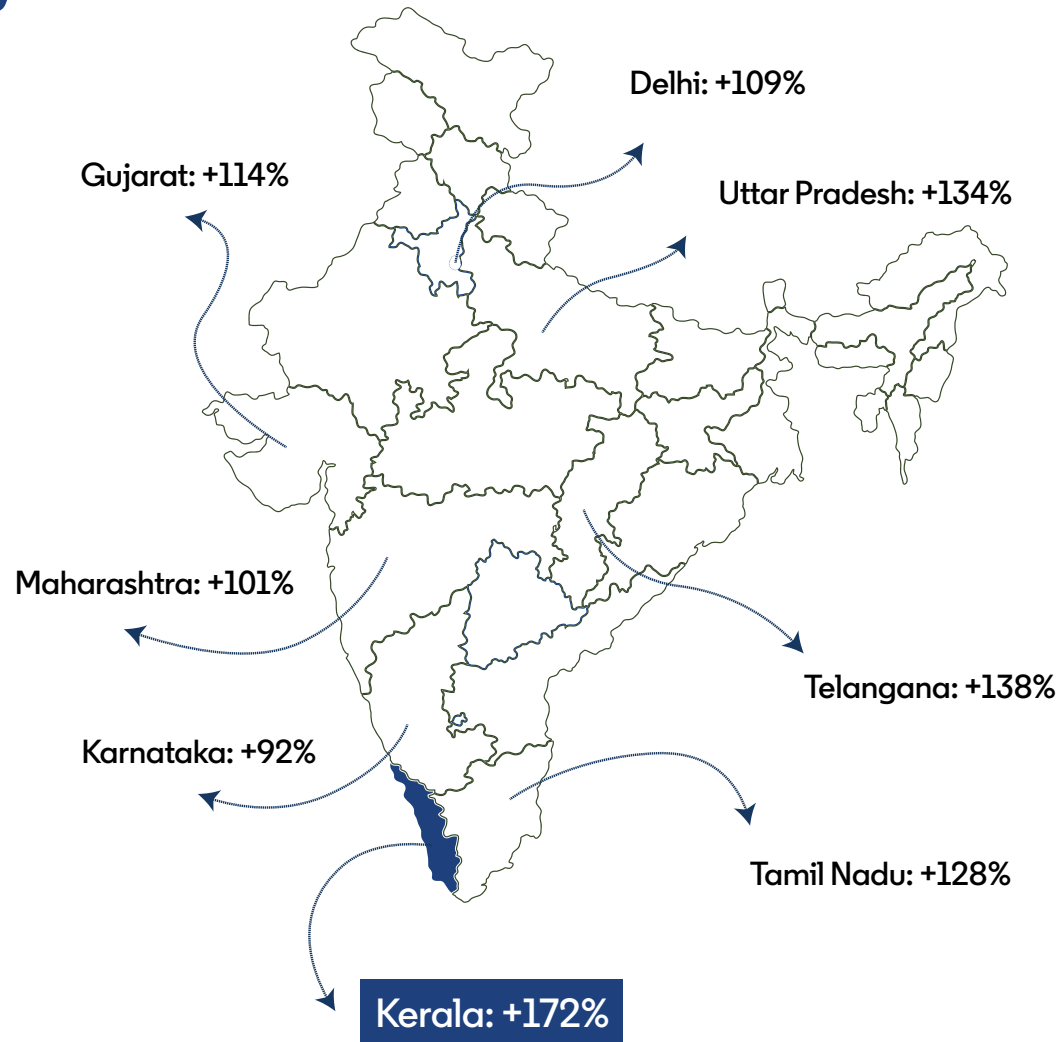 Delhi: +109%
Gujarat: +114%
Uttar Pradesh: +134%
Maharashtra: +101%
Telangana: +138%
Karnataka: +92%
Tamil Nadu: +128%
Kerala: +172%